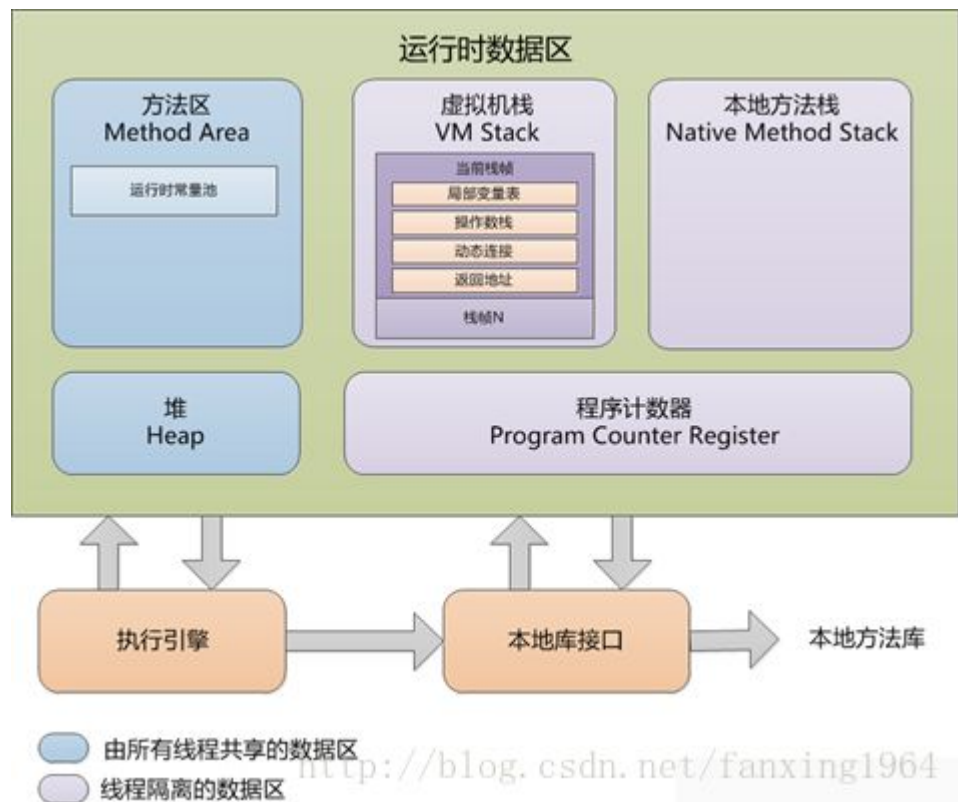 运行时数据区
方法区
Method Area
运行时常量池
虚拟机栈
VM Stack
当前栈帧
局部变量表
操作数栈
动态连接
返回地址
栈帧N
本地方法栈
Native Method Stack
堆
Heap
程序计数器
Program Counter Register
执行引擎
本地库接口
本地方法库
由所有线程共享的数据区
线程隔离的数据区
http://blog.csdn.net/fanxing1964